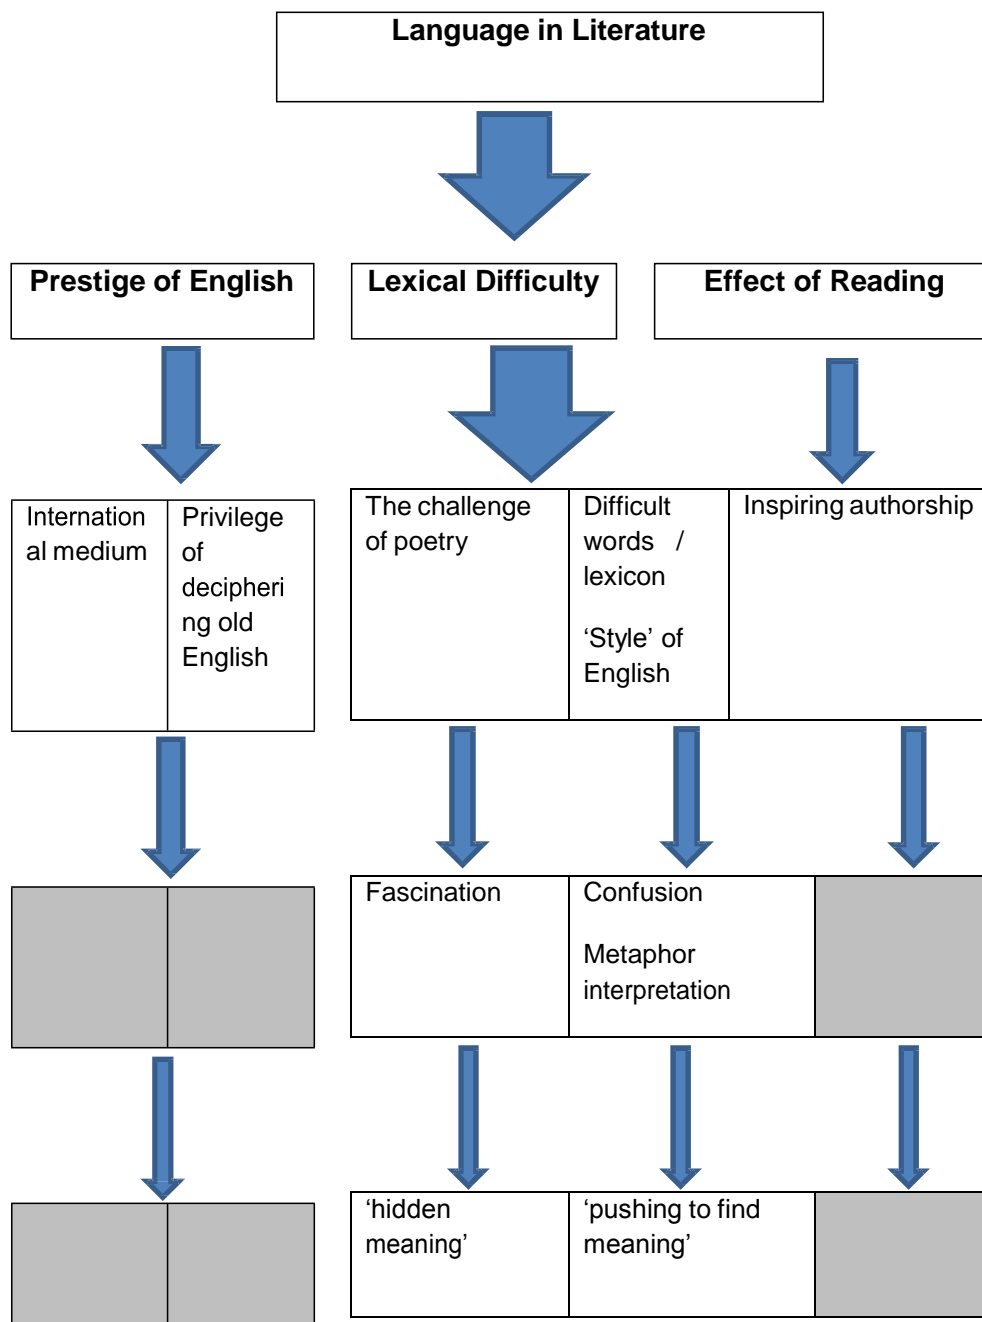 Language in Literature
Prestige of English
Lexical Difficulty
Effect of Reading
Internation
al medium
Privilege
of
decipheri
ng old
English
The challenge
of poetry
Difficult
words /
lexicon
‘Style’ of
English
Inspiring authorship
Fascination
Confusion
Metaphor
interpretation
‘hidden
meaning’
‘pushing to find
meaning’